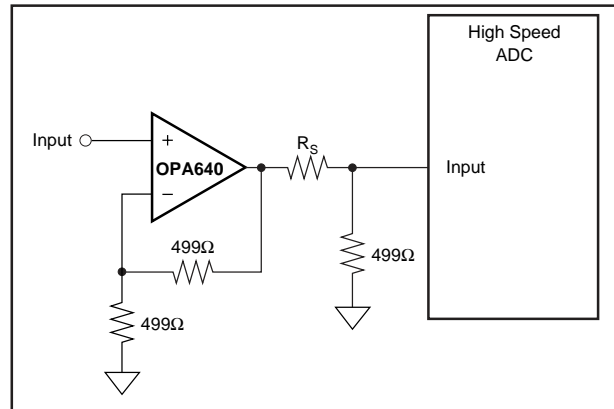 High Speed
ADC
Input
+
OPA640
−
R_S
Input
499Ω
499Ω
499Ω